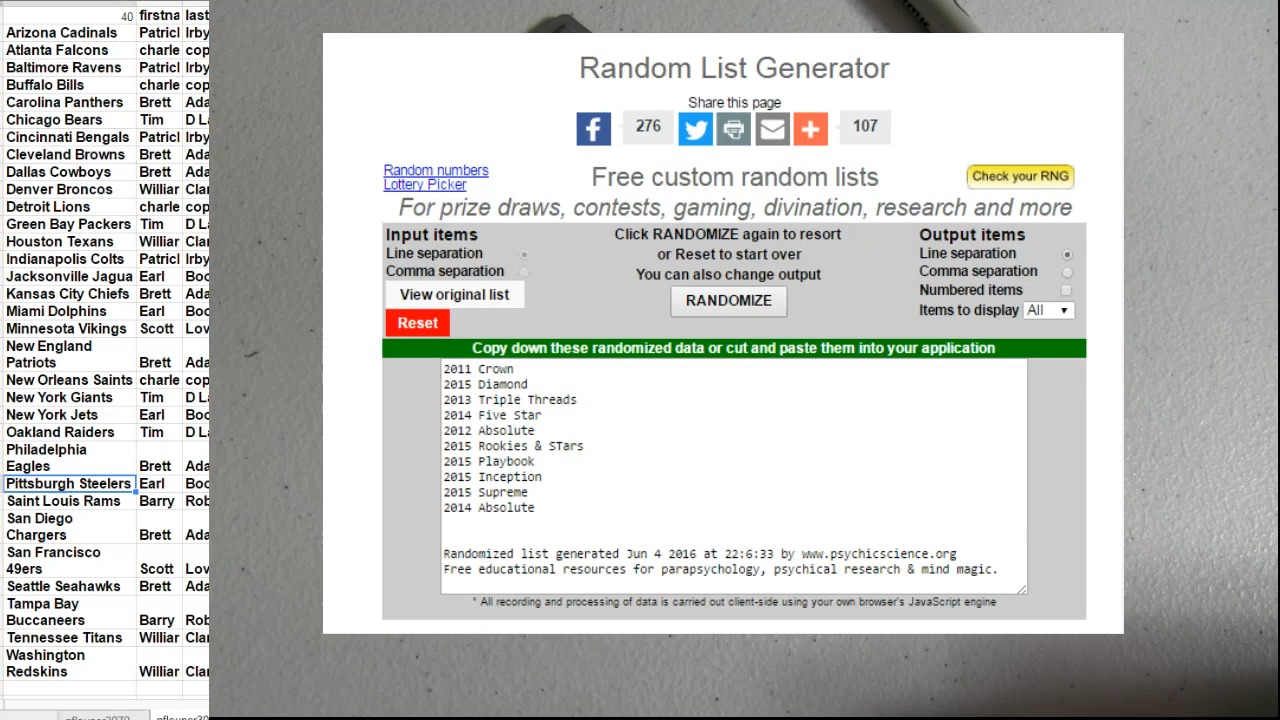 40 firstna last
Arizona Cadinals Patricl Irby
Atlanta Falcons charle cop
Baltimore Ravens Patricl Irby
Buffalo Bills charle cop
Carolina Panthers Brett Ada
Chicago Bears Tim D La
Cincinnati Bengals Patricl Irby
Cleveland Browns Brett Ada
Dallas Cowboys Brett Ada
Denver Broncos Williar Clar
Detroit Lions charle cop
Green Bay Packers Tim D La
Houston Texans Williar Clar
Indianapolis Colts Patricl Irby
Jacksonville Jagua Earl Boo
Kansas City Chiefs Brett Ada
Miami Dolphins Earl Boo
Minnesota Vikings Scott Lov
New England
Patriots Brett Ada
New Orleans Saints charle cop
New York Giants Tim D La
New York Jets Earl Boo
Oakland Raiders Tim D La
Philadelphia
Eagles Brett Ada
Pittsburgh Steelers Earl Boo
Saint Louis Rams Barry Rob
San Diego
Chargers Brett Ada
San Francisco
49ers Scott Lov
Seattle Seahawks Brett Ada
Tampa Bay
Buccaneers Barry Rob
Tennessee Titans Williar Clar
Washington
Redskins Williar Clar
Random List Generator
Share this page
276 107
Random numbers
Lottery Picker
Free custom random lists
Check your RNG
For prize draws, contests, gaming, divination, research and more
Input items
Line separation
Comma separation
View original list
Reset
Click RANDOMIZE again to resort
or Reset to start over
You can also change output
RANDOMIZE
Output items
Line separation
Comma separation
Numbered items
Items to display All
Copy down these randomized data or cut and paste them into your application
2011 Crown
2015 Diamond
2013 Triple Threads
2014 Five Star
2012 Absolute
2015 Rookies & STars
2015 Playbook
2015 Inception
2015 Supreme
2014 Absolute
Randomized list generated Jun 4 2016 at 22:6:33 by www.psychicscience.org
Free educational resources for parapsychology, psychical research & mind magic.
* All recording and processing of data is carried out client-side using your own browser's JavaScript engine